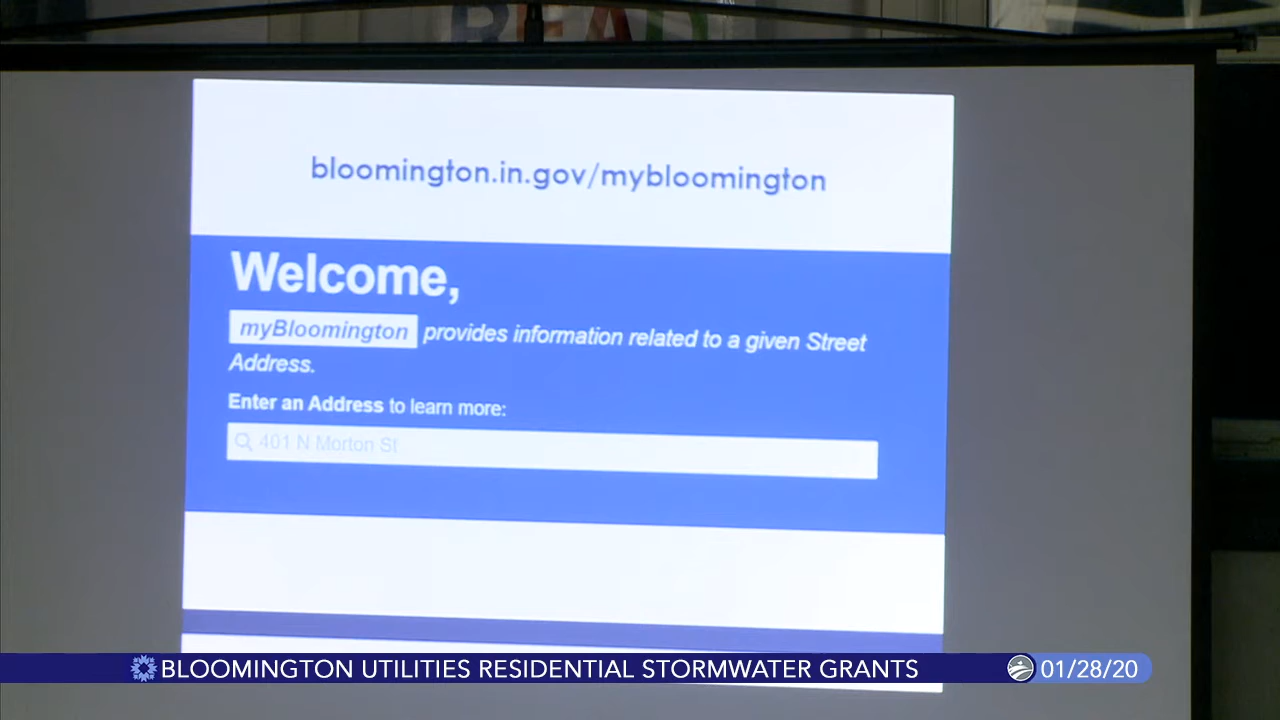 READ
bloomington.in.gov/mybloomington
Welcome,
myBloomington provides information related to a given Street
Address.
Enter an Address to learn more:
401 N Morton St
BLOOMINGTON UTILITIES RESIDENTIAL STORMWATER GRANTS
01/28/20